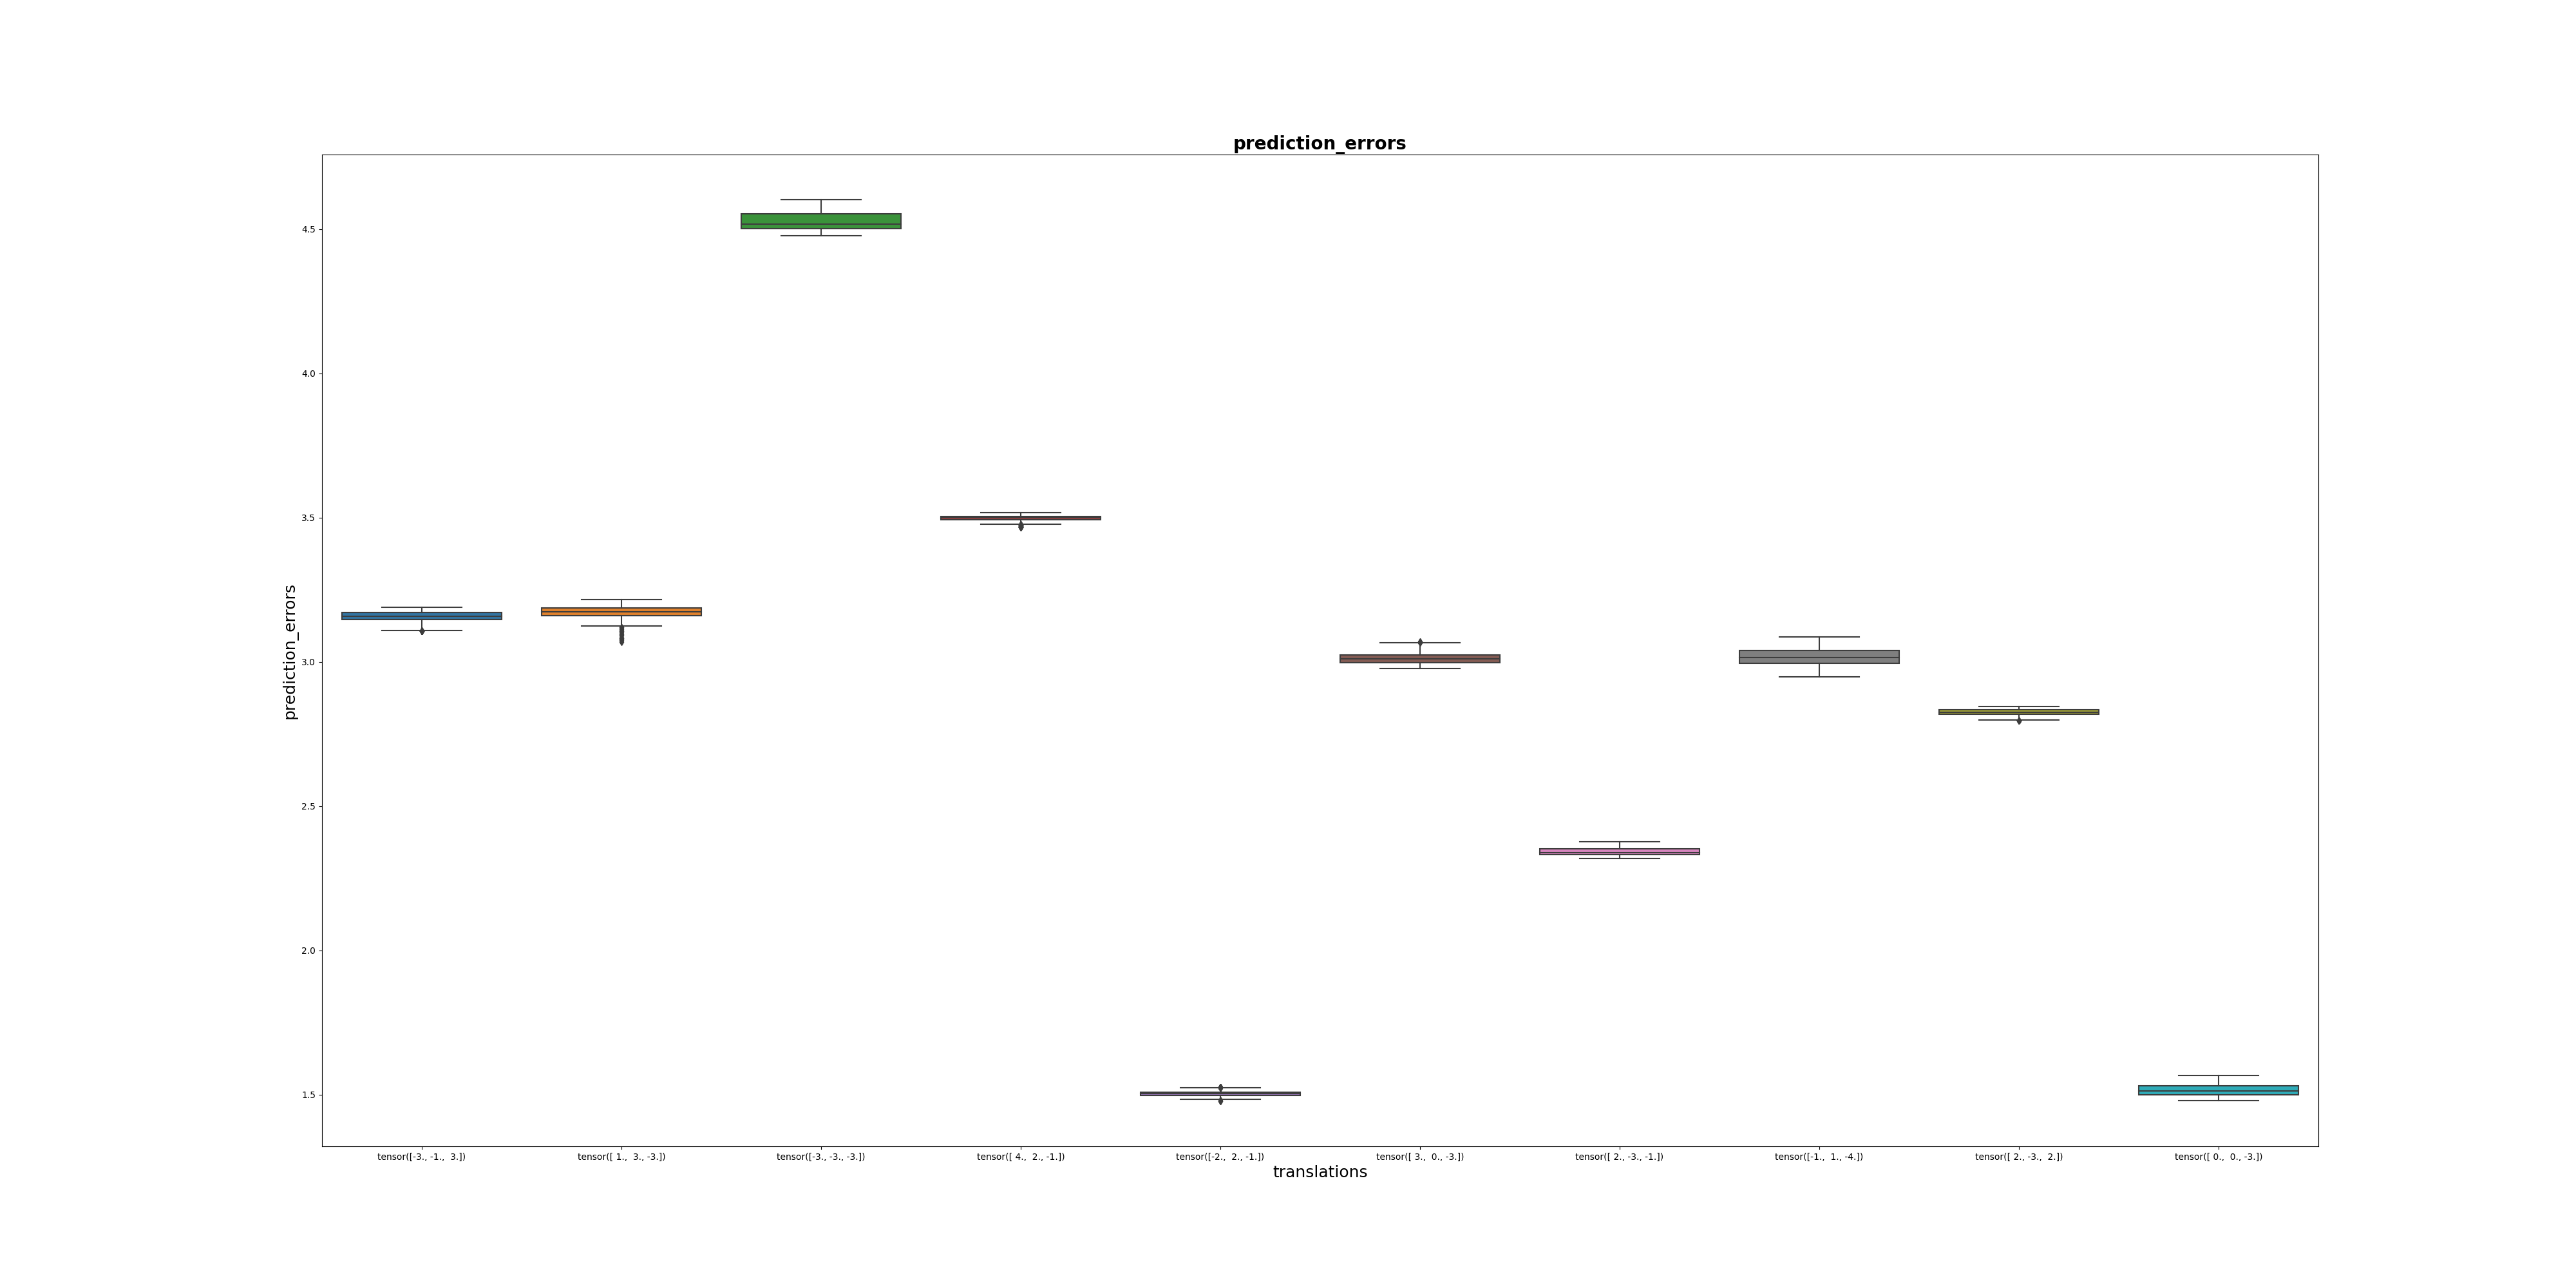 prediction_errors
4.5
4.0
3.5
3.0
2.5
2.0
1.5
prediction_errors
tensor([-3., -1.,  3.])
tensor([ 1.,  3., -3.])
tensor([-3., -3., -3.])
tensor([ 4.,  2., -1.])
tensor([-2.,  2., -1.])
tensor([ 3.,  0., -3.])
tensor([ 2., -3., -1.])
tensor([-1.,  1., -4.])
tensor([ 2., -3.,  2.])
tensor([ 0.,  0., -3.])
translations